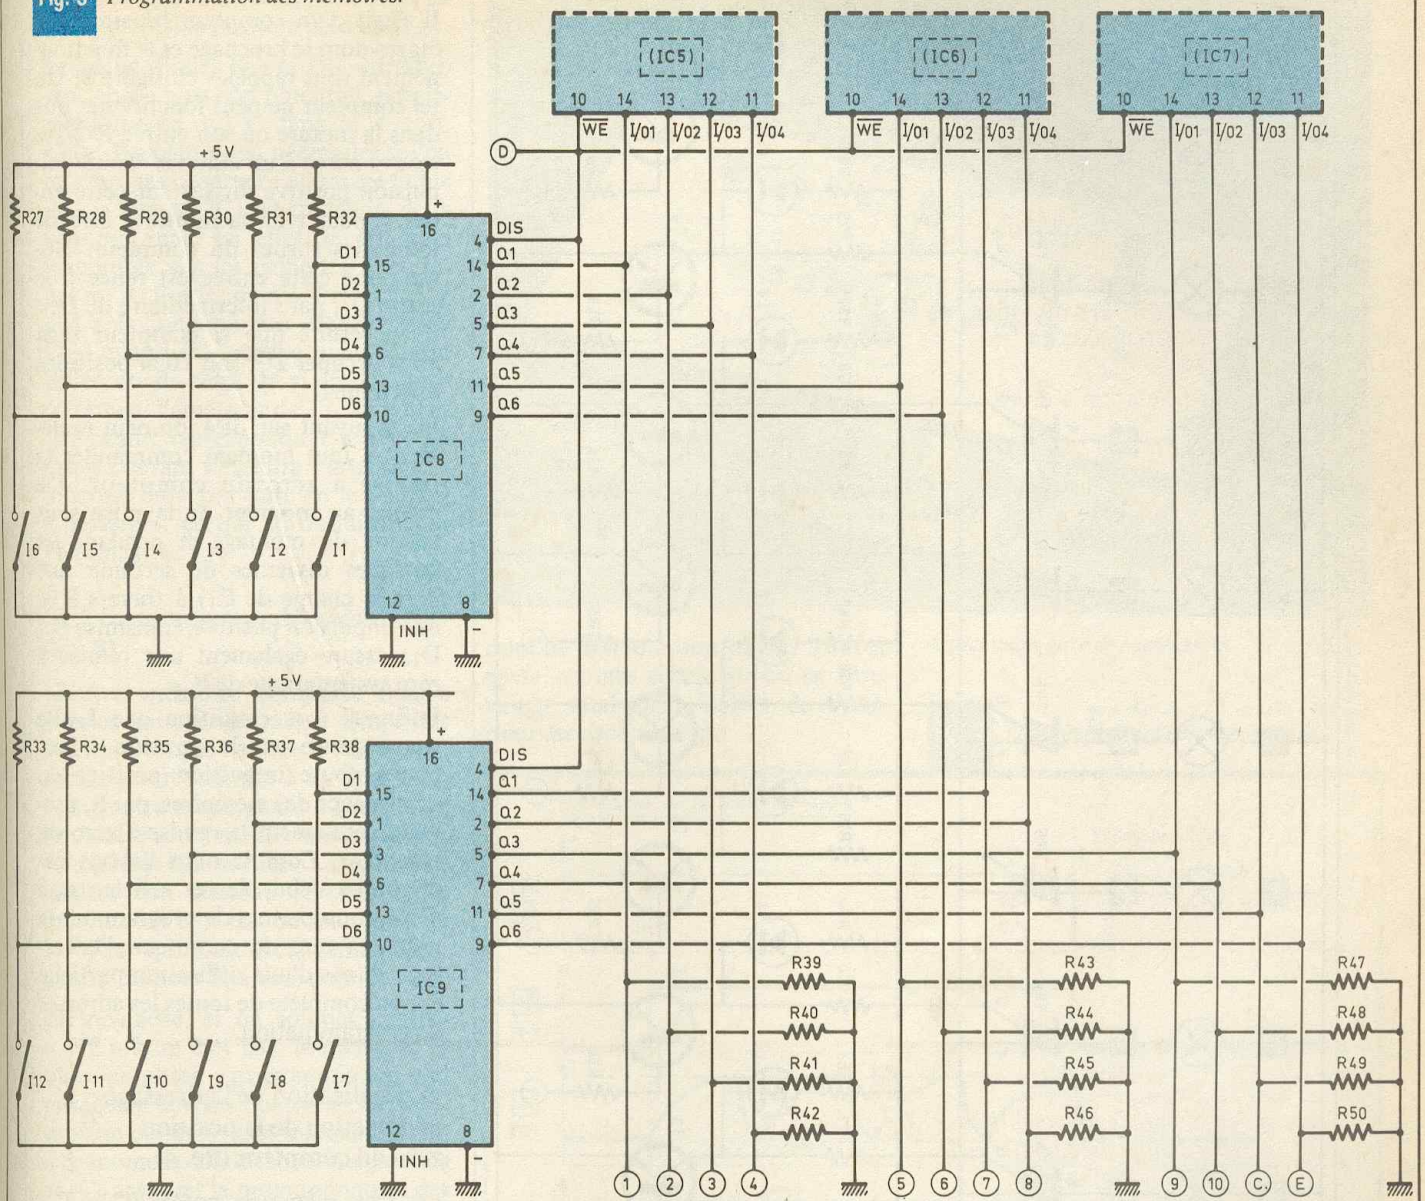 Fig. 
Programmation des mémoires.
(IC5) (IC6) (IC7)
10 14 13 12 11 10 14 13 12 11 10 14 13 12 11
WE I/01 I/02 I/03 I/04 WE I/01 I/02 I/03 I/04 WE I/01 I/02 I/03 I/04
D
+5V
R27 R28 R29 R30 R31 R32
+
16
4 DIS
D1 15 14 Q1
D2 1 2 Q2
D3 3 5 Q3
D4 6 7 Q4
D5 13 11 Q5
D6 10 9 Q6
IC8
I6 I5 I4 I3 I2 I1
12 8
INH -
+5V
R33 R34 R35 R36 R37 R38
+
16
4 DIS
D1 15 14 Q1
D2 1 2 Q2
D3 3 5 Q3
D4 6 7 Q4
D5 13 11 Q5
D6 10 9 Q6
IC9
R39 R43 R47
R40 R44 R48
R41 R45 R49
R42 R46 R50
I12 I11 I10 I9 I8 I7
12 8
INH -
1 2 3 4 5 6 7 8 9 10 C E